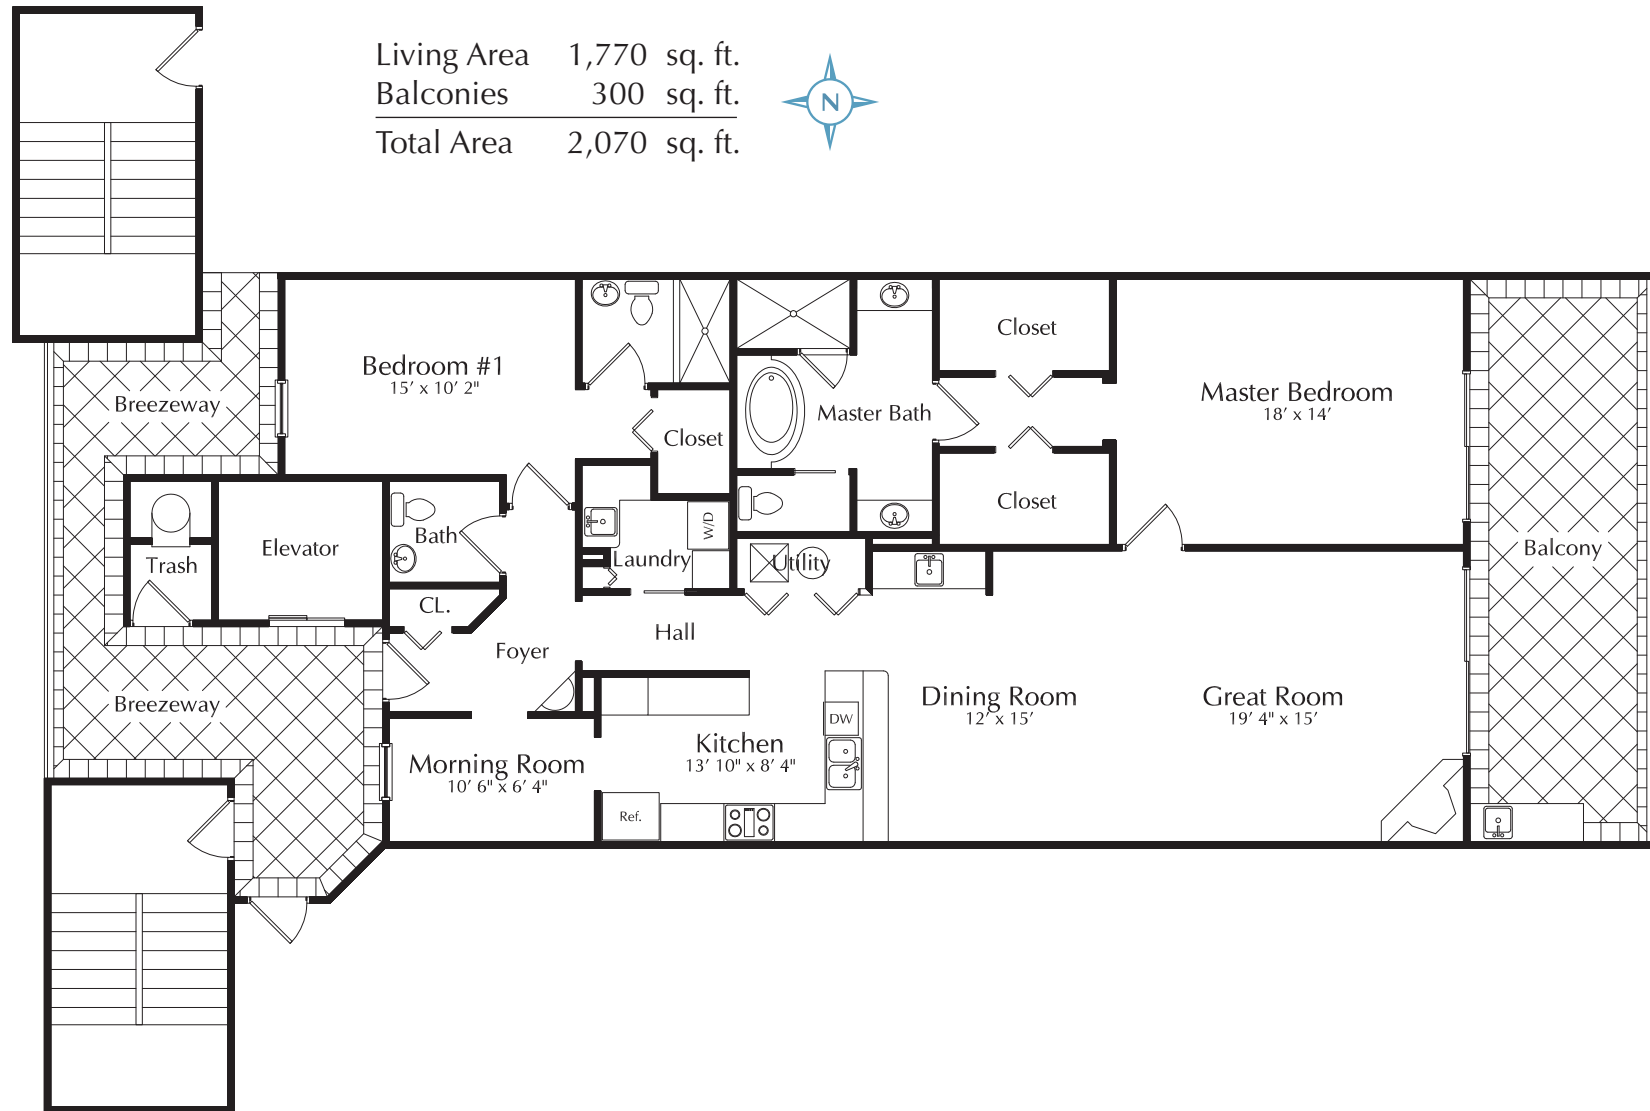 Living Area 1,770 sq. ft.
Balconies 300 sq. ft.
Total Area 2,070 sq. ft.
N
Bedroom #1
15’ x 10’ 2"
Breezeway
Closet
Master Bath
Closet
Master Bedroom
18’ x 14’
Closet
Bath
Elevator
Trash
W/D
Laundry
Utility
Balcony
CL.
Hall
Foyer
Breezeway
Dining Room
12’ x 15’
Great Room
19’ 4" x 15’
DW
Kitchen
13’ 10" x 8’ 4"
Morning Room
10’ 6" x 6’ 4"
Ref.